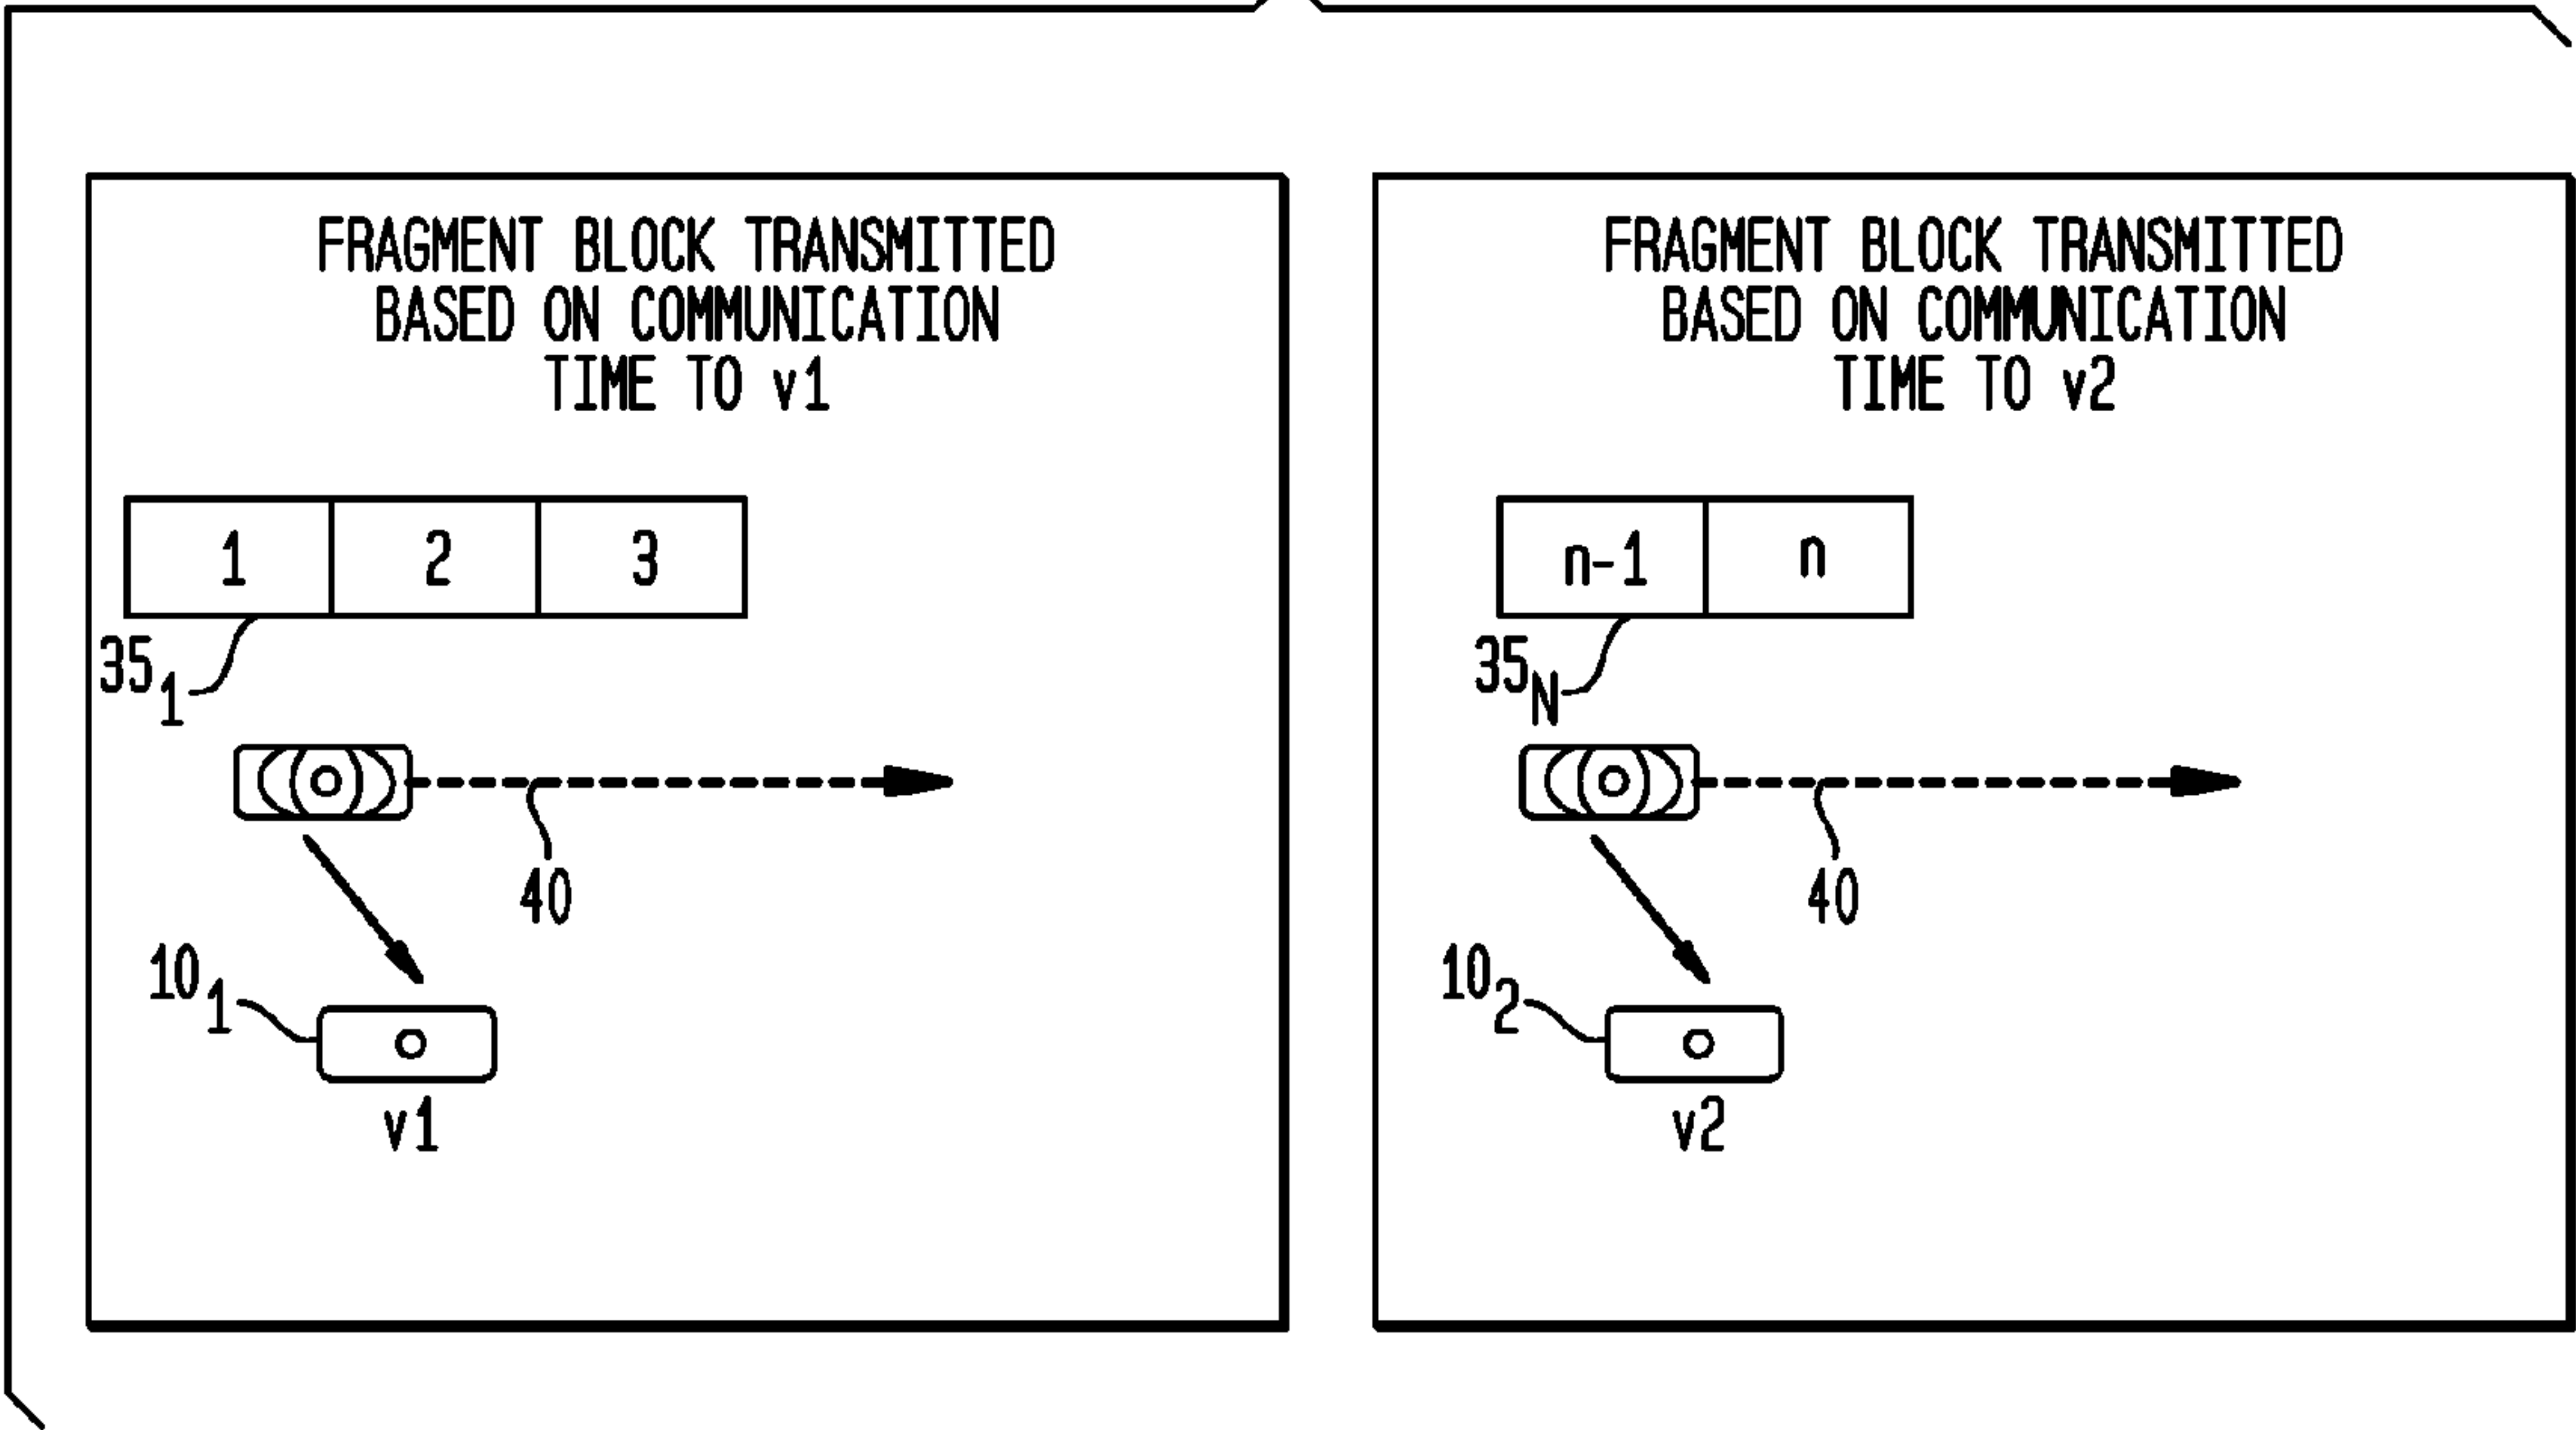 FRAGMENT BLOCK TRANSMITTED
BASED ON COMMUNICATION
TIME TO v1
1 2 3
35 1
40
10 1
v1
FRAGMENT BLOCK TRANSMITTED
BASED ON COMMUNICATION
TIME TO v2
n-1 n
35 N
40
10 2
v2